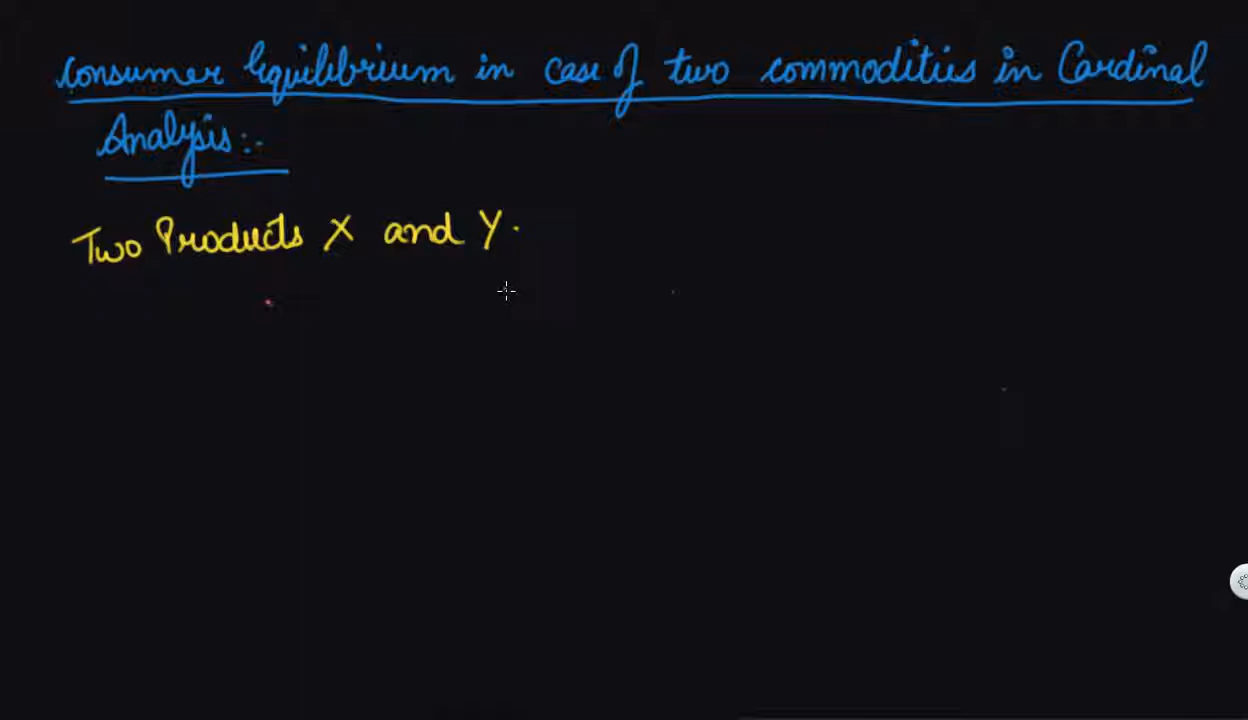 Consumer Equilibrium in case of two commodities in Cardinal
Analysis:-
Two Products X and Y.